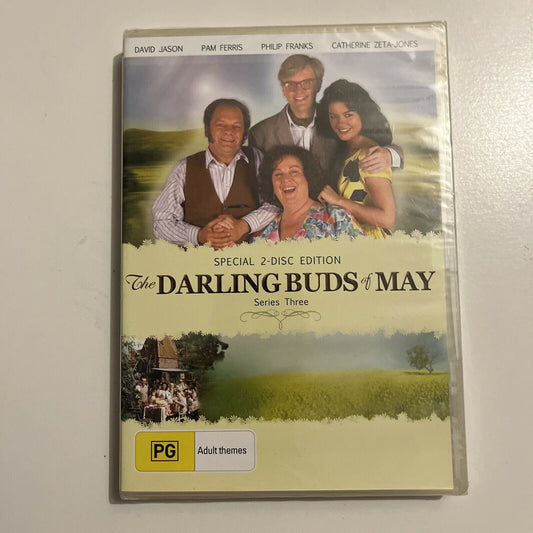 DAVID JASON PAM FERRIS PHILIP FRANKS CATHERINE ZETA-JONES
SPECIAL 2-DISC EDITION
The DARLING BUDS of MAY
Series Three
PG Adult themes